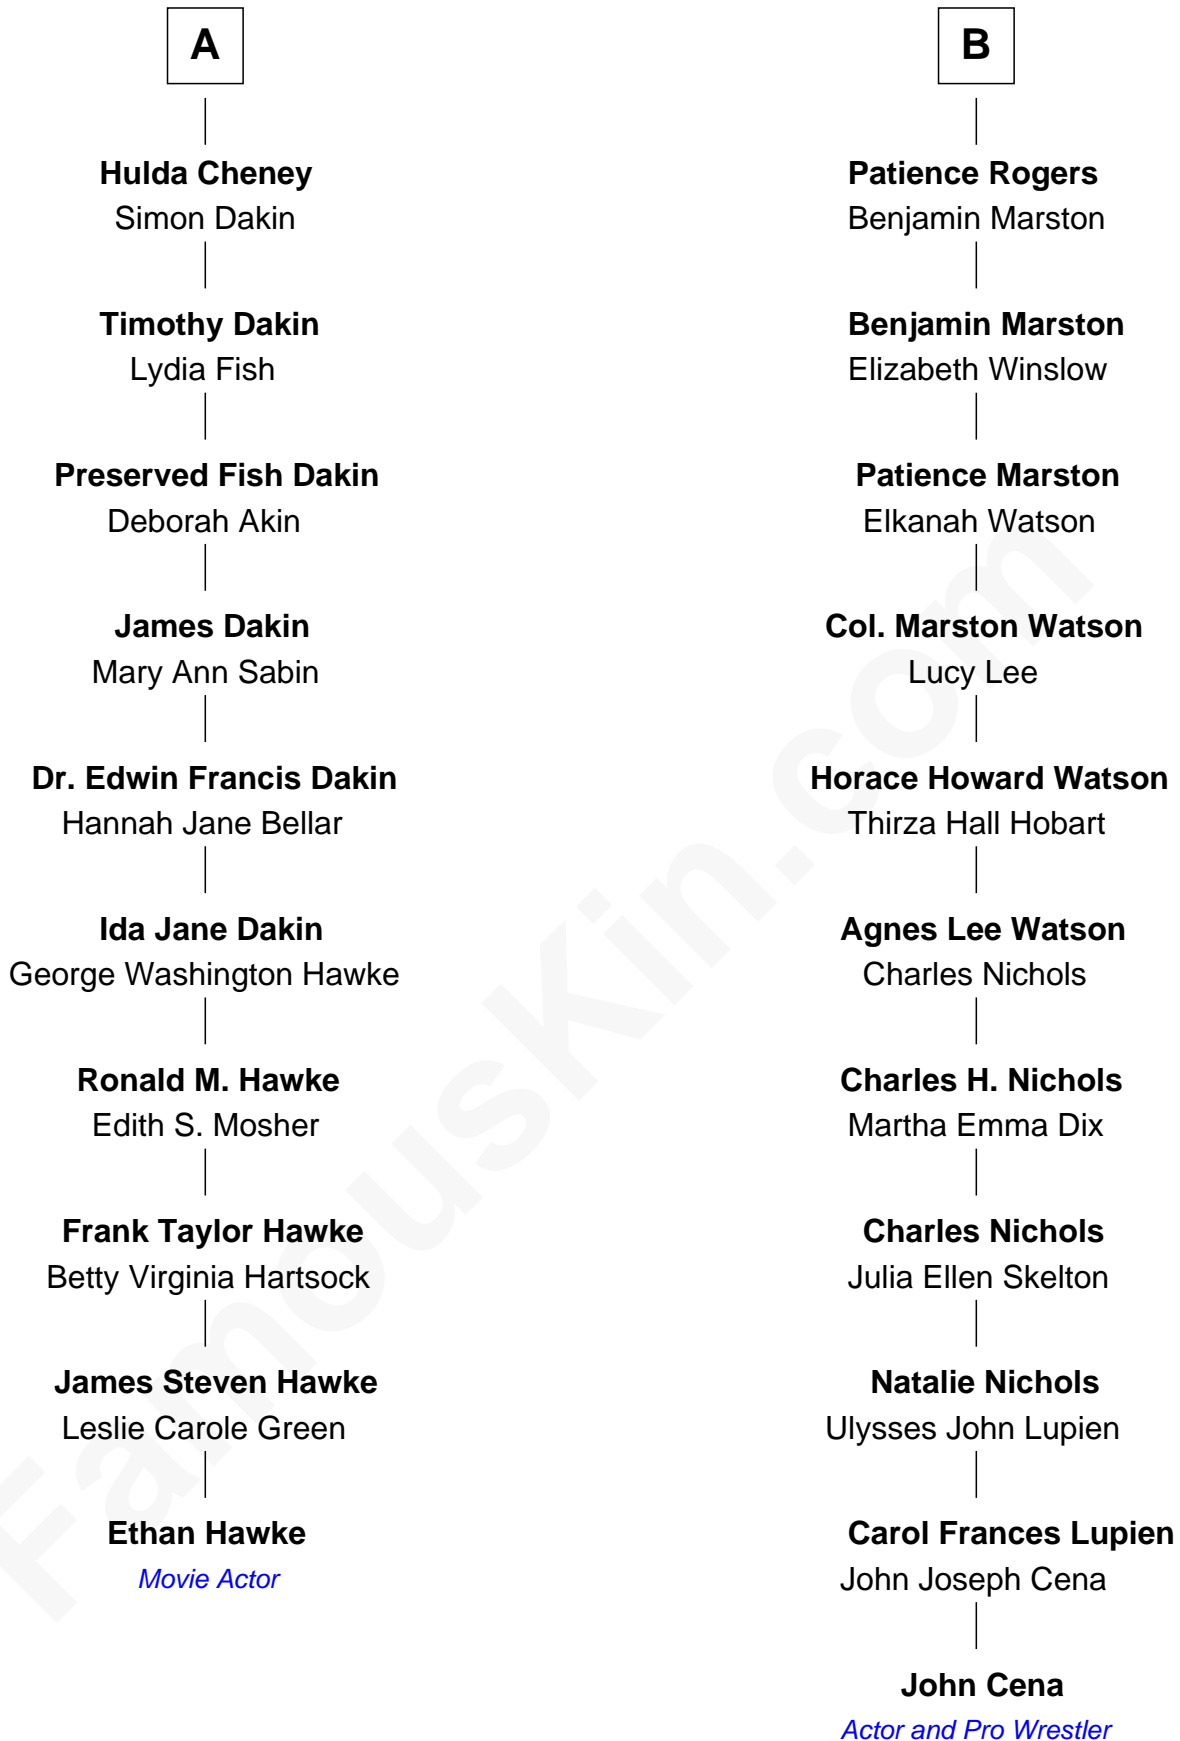 A
Hulda Cheney
Simon Dakin
Timothy Dakin
Lydia Fish
Preserved Fish Dakin
Deborah Akin
James Dakin
Mary Ann Sabin
Dr. Edwin Francis Dakin
Hannah Jane Bellar
Ida Jane Dakin
George Washington Hawke
Ronald M. Hawke
Edith S. Mosher
Frank Taylor Hawke
Betty Virginia Hartsock
James Steven Hawke
Leslie Carole Green
Ethan Hawke
Movie Actor
B
Patience Rogers
Benjamin Marston
Benjamin Marston
Elizabeth Winslow
Patience Marston
Elkanah Watson
Col. Marston Watson
Lucy Lee
Horace Howard Watson
Thirza Hall Hobart
Agnes Lee Watson
Charles Nichols
Charles H. Nichols
Martha Emma Dix
Charles Nichols
Julia Ellen Skelton
Natalie Nichols
Ulysses John Lupien
Carol Frances Lupien
John Joseph Cena
John Cena
Actor and Pro Wrestler
FamousKin.com